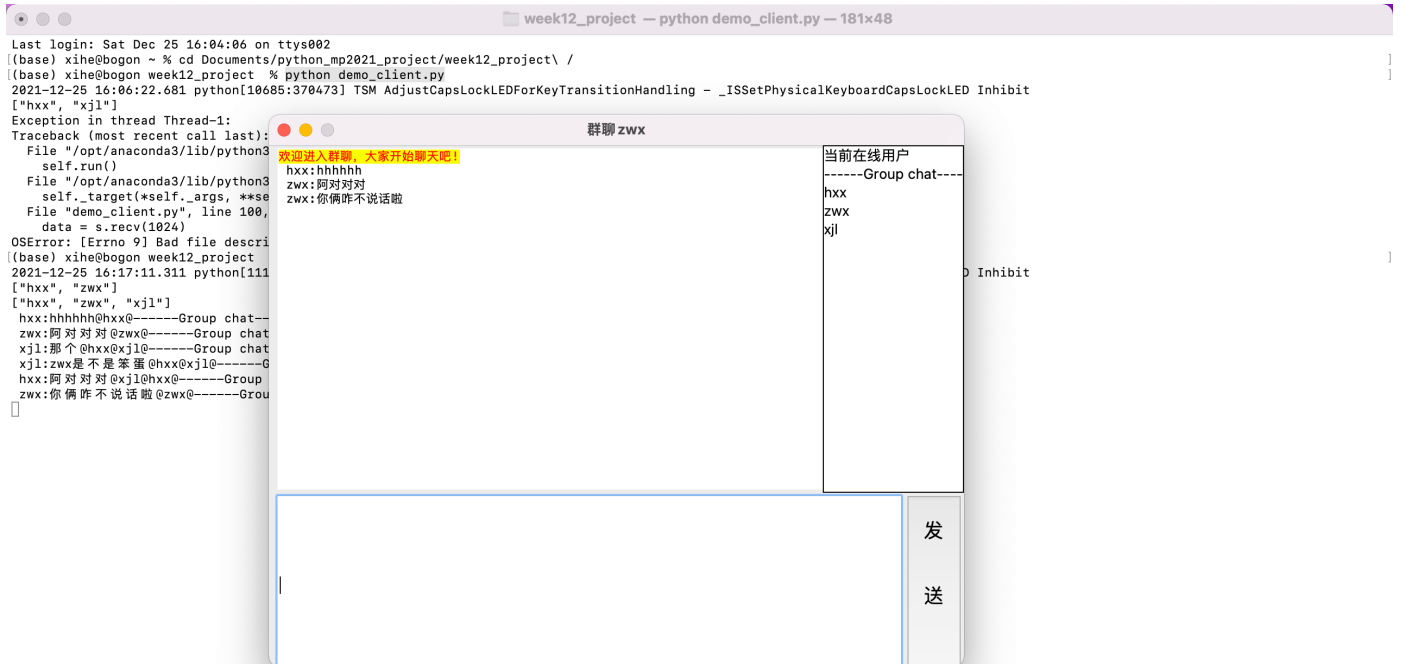 week12_project — python demo_client.py — 181×48
Last login: Sat Dec 25 16:04:06 on ttys002
[(base) xihe@bogon ~ % cd Documents/python_mp2021_project/week12_project\ / ]
[(base) xihe@bogon week12_project  % python demo_client.py ]
2021-12-25 16:06:22.681 python[10685:370473] TSM AdjustCapsLockLEDForKeyTransitionHandling - _ISSetPhysicalKeyboardCapsLockLED Inhibit
["hxx", "xjl"]
Exception in thread Thread-1:
Traceback (most recent call last):
File "/opt/anaconda3/lib/python3
self.run()
File "/opt/anaconda3/lib/python3
self._target(*self._args, **se
File "demo_client.py", line 100,
data = s.recv(1024)
OSError: [Errno 9] Bad file descri
[(base) xihe@bogon week12_project ]
2021-12-25 16:17:11.311 python[111 D Inhibit
["hxx", "zwx"]
["hxx", "zwx", "xjl"]
hxx:hhhhhh@hxx@------Group chat--
zwx:阿对对对@zwx@------Group chat
xjl:那个@hxx@xjl@------Group chat
xjl:zwx是不是笨蛋@hxx@xjl@------G
hxx:阿对对对@xjl@hxx@------Group
zwx:你俩咋不说话啦@zwx@------Grou
群聊zwx
欢迎进入群聊，大家开始聊天吧！
hxx:hhhhhh
zwx:阿对对对
zwx:你俩咋不说话啦
当前在线用户
------Group chat----
hxx
zwx
xjl
发
送